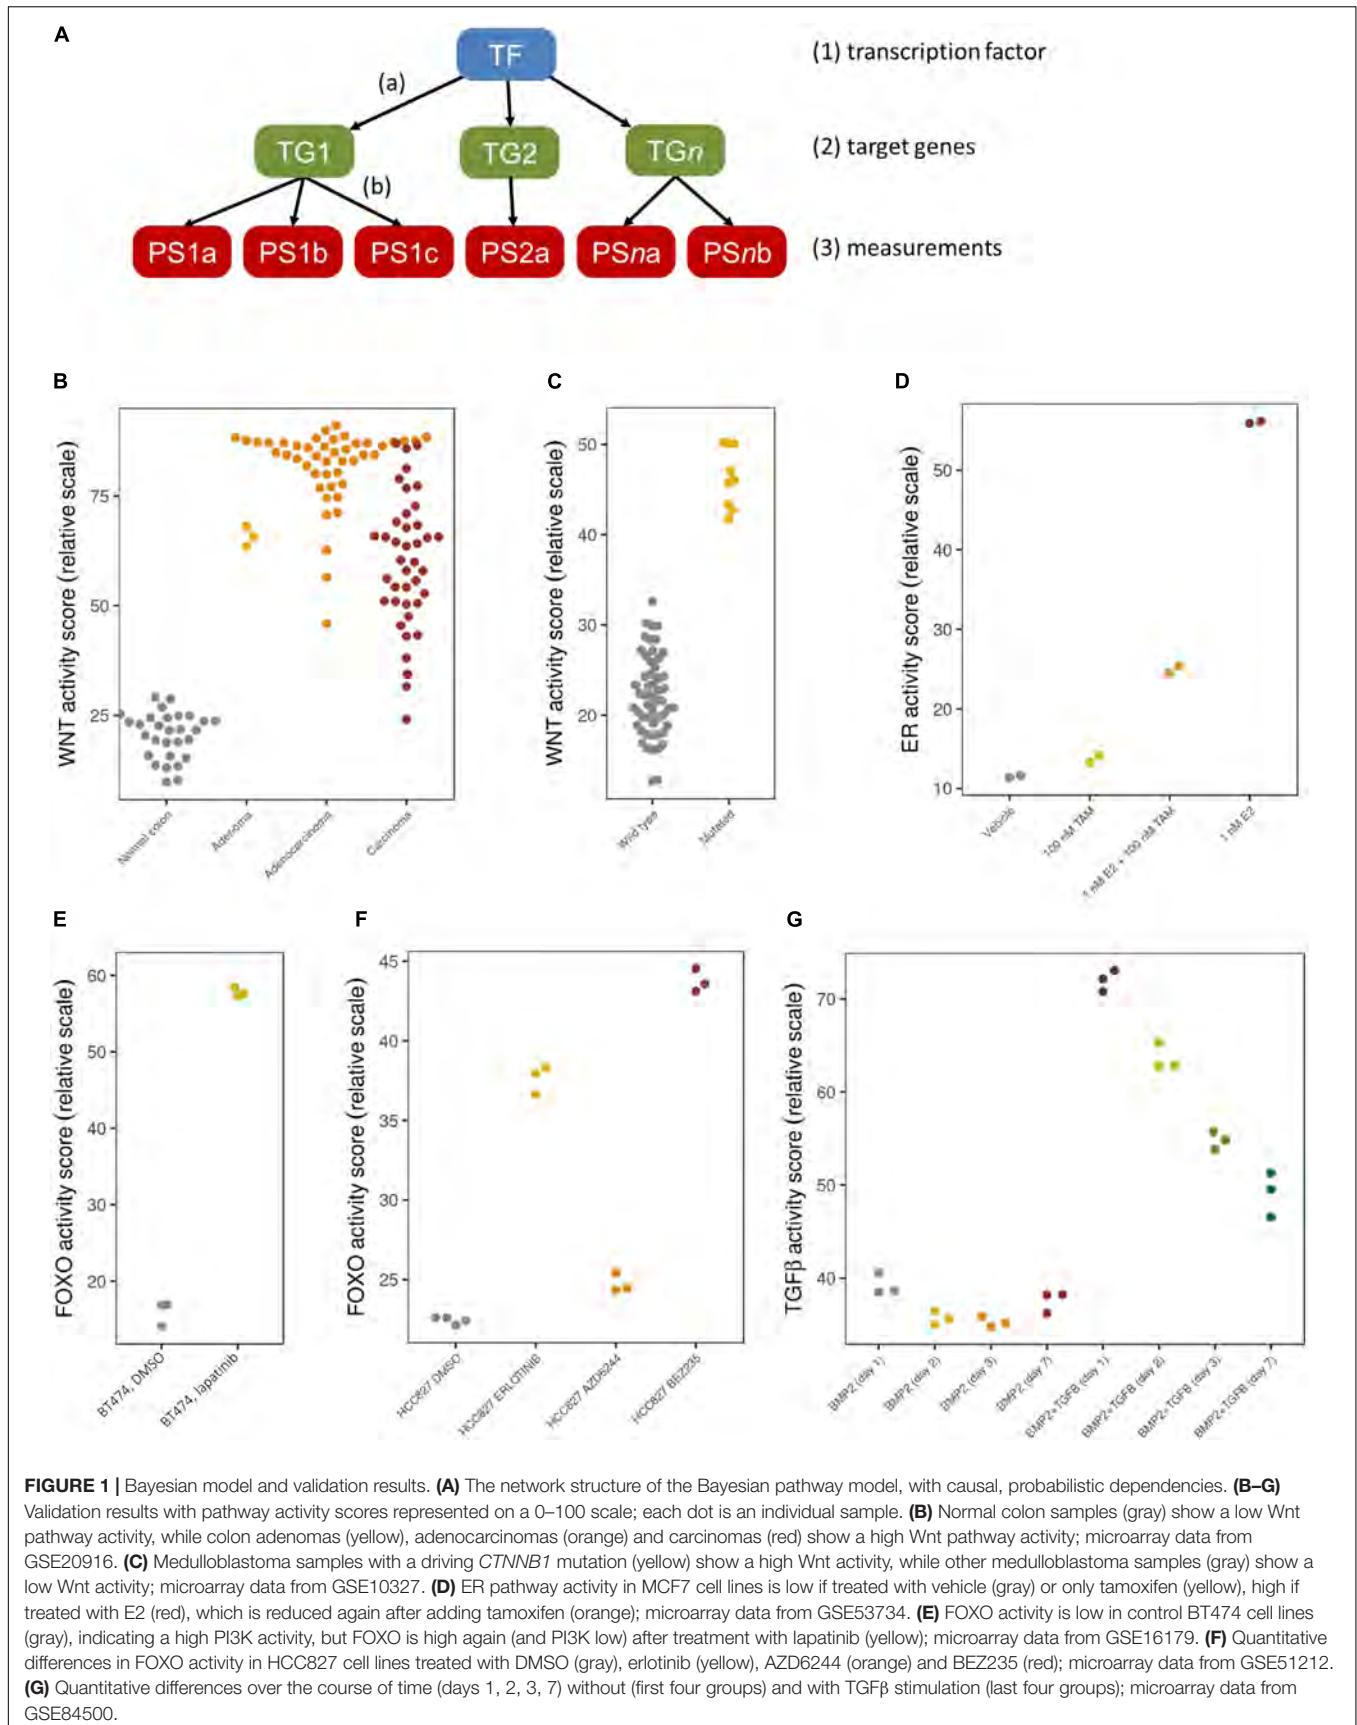 A
TF
(1) transcription factor
(a)
TG1
TG2
TGn
(2) target genes
(b)
PS1a
PS1b
PS1c
PS2a
PSna
PSnb
(3) measurements
B
WNT activity score (relative scale)
75
50
25
Normal colon
Adenoma
Adenocarcinoma
Carcinoma
C
WNT activity score (relative scale)
50
40
30
20
Wild type
Mutated
D
ER activity score (relative scale)
50
40
30
20
10
Vehicle
100 nM TAM
1 nM E2 + 100 nM TAM
1 nM E2
E
FOXO activity score (relative scale)
60
50
40
30
20
BT474, DMSO
BT474, lapatinib
F
FOXO activity score (relative scale)
45
40
35
30
25
HCC827 DMSO
HCC827 ERLOTINIB
HCC827 AZD6244
HCC827 BEZ235
G
TGFβ activity score (relative scale)
70
60
50
40
BMP2 (day 1)
BMP2 (day 2)
BMP2 (day 3)
BMP2 (day 7)
BMP2+TGFB (day 1)
BMP2+TGFB (day 2)
BMP2+TGFB (day 3)
BMP2+TGFB (day 7)
FIGURE 1 | Bayesian model and validation results. (A) The network structure of the Bayesian pathway model, with causal, probabilistic dependencies. (B–G)
Validation results with pathway activity scores represented on a 0–100 scale; each dot is an individual sample. (B) Normal colon samples (gray) show a low Wnt
pathway activity, while colon adenomas (yellow), adenocarcinomas (orange) and carcinomas (red) show a high Wnt pathway activity; microarray data from
GSE20916. (C) Medulloblastoma samples with a driving CTNNB1 mutation (yellow) show a high Wnt activity, while other medulloblastoma samples (gray) show a
low Wnt activity; microarray data from GSE10327. (D) ER pathway activity in MCF7 cell lines is low if treated with vehicle (gray) or only tamoxifen (yellow), high if
treated with E2 (red), which is reduced again after adding tamoxifen (orange); microarray data from GSE53734. (E) FOXO activity is low in control BT474 cell lines
(gray), indicating a high PI3K activity, but FOXO is high again (and PI3K low) after treatment with lapatinib (yellow); microarray data from GSE16179. (F) Quantitative
differences in FOXO activity in HCC827 cell lines treated with DMSO (gray), erlotinib (yellow), AZD6244 (orange) and BEZ235 (red); microarray data from GSE51212.
(G) Quantitative differences over the course of time (days 1, 2, 3, 7) without (first four groups) and with TGFβ stimulation (last four groups); microarray data from
GSE84500.